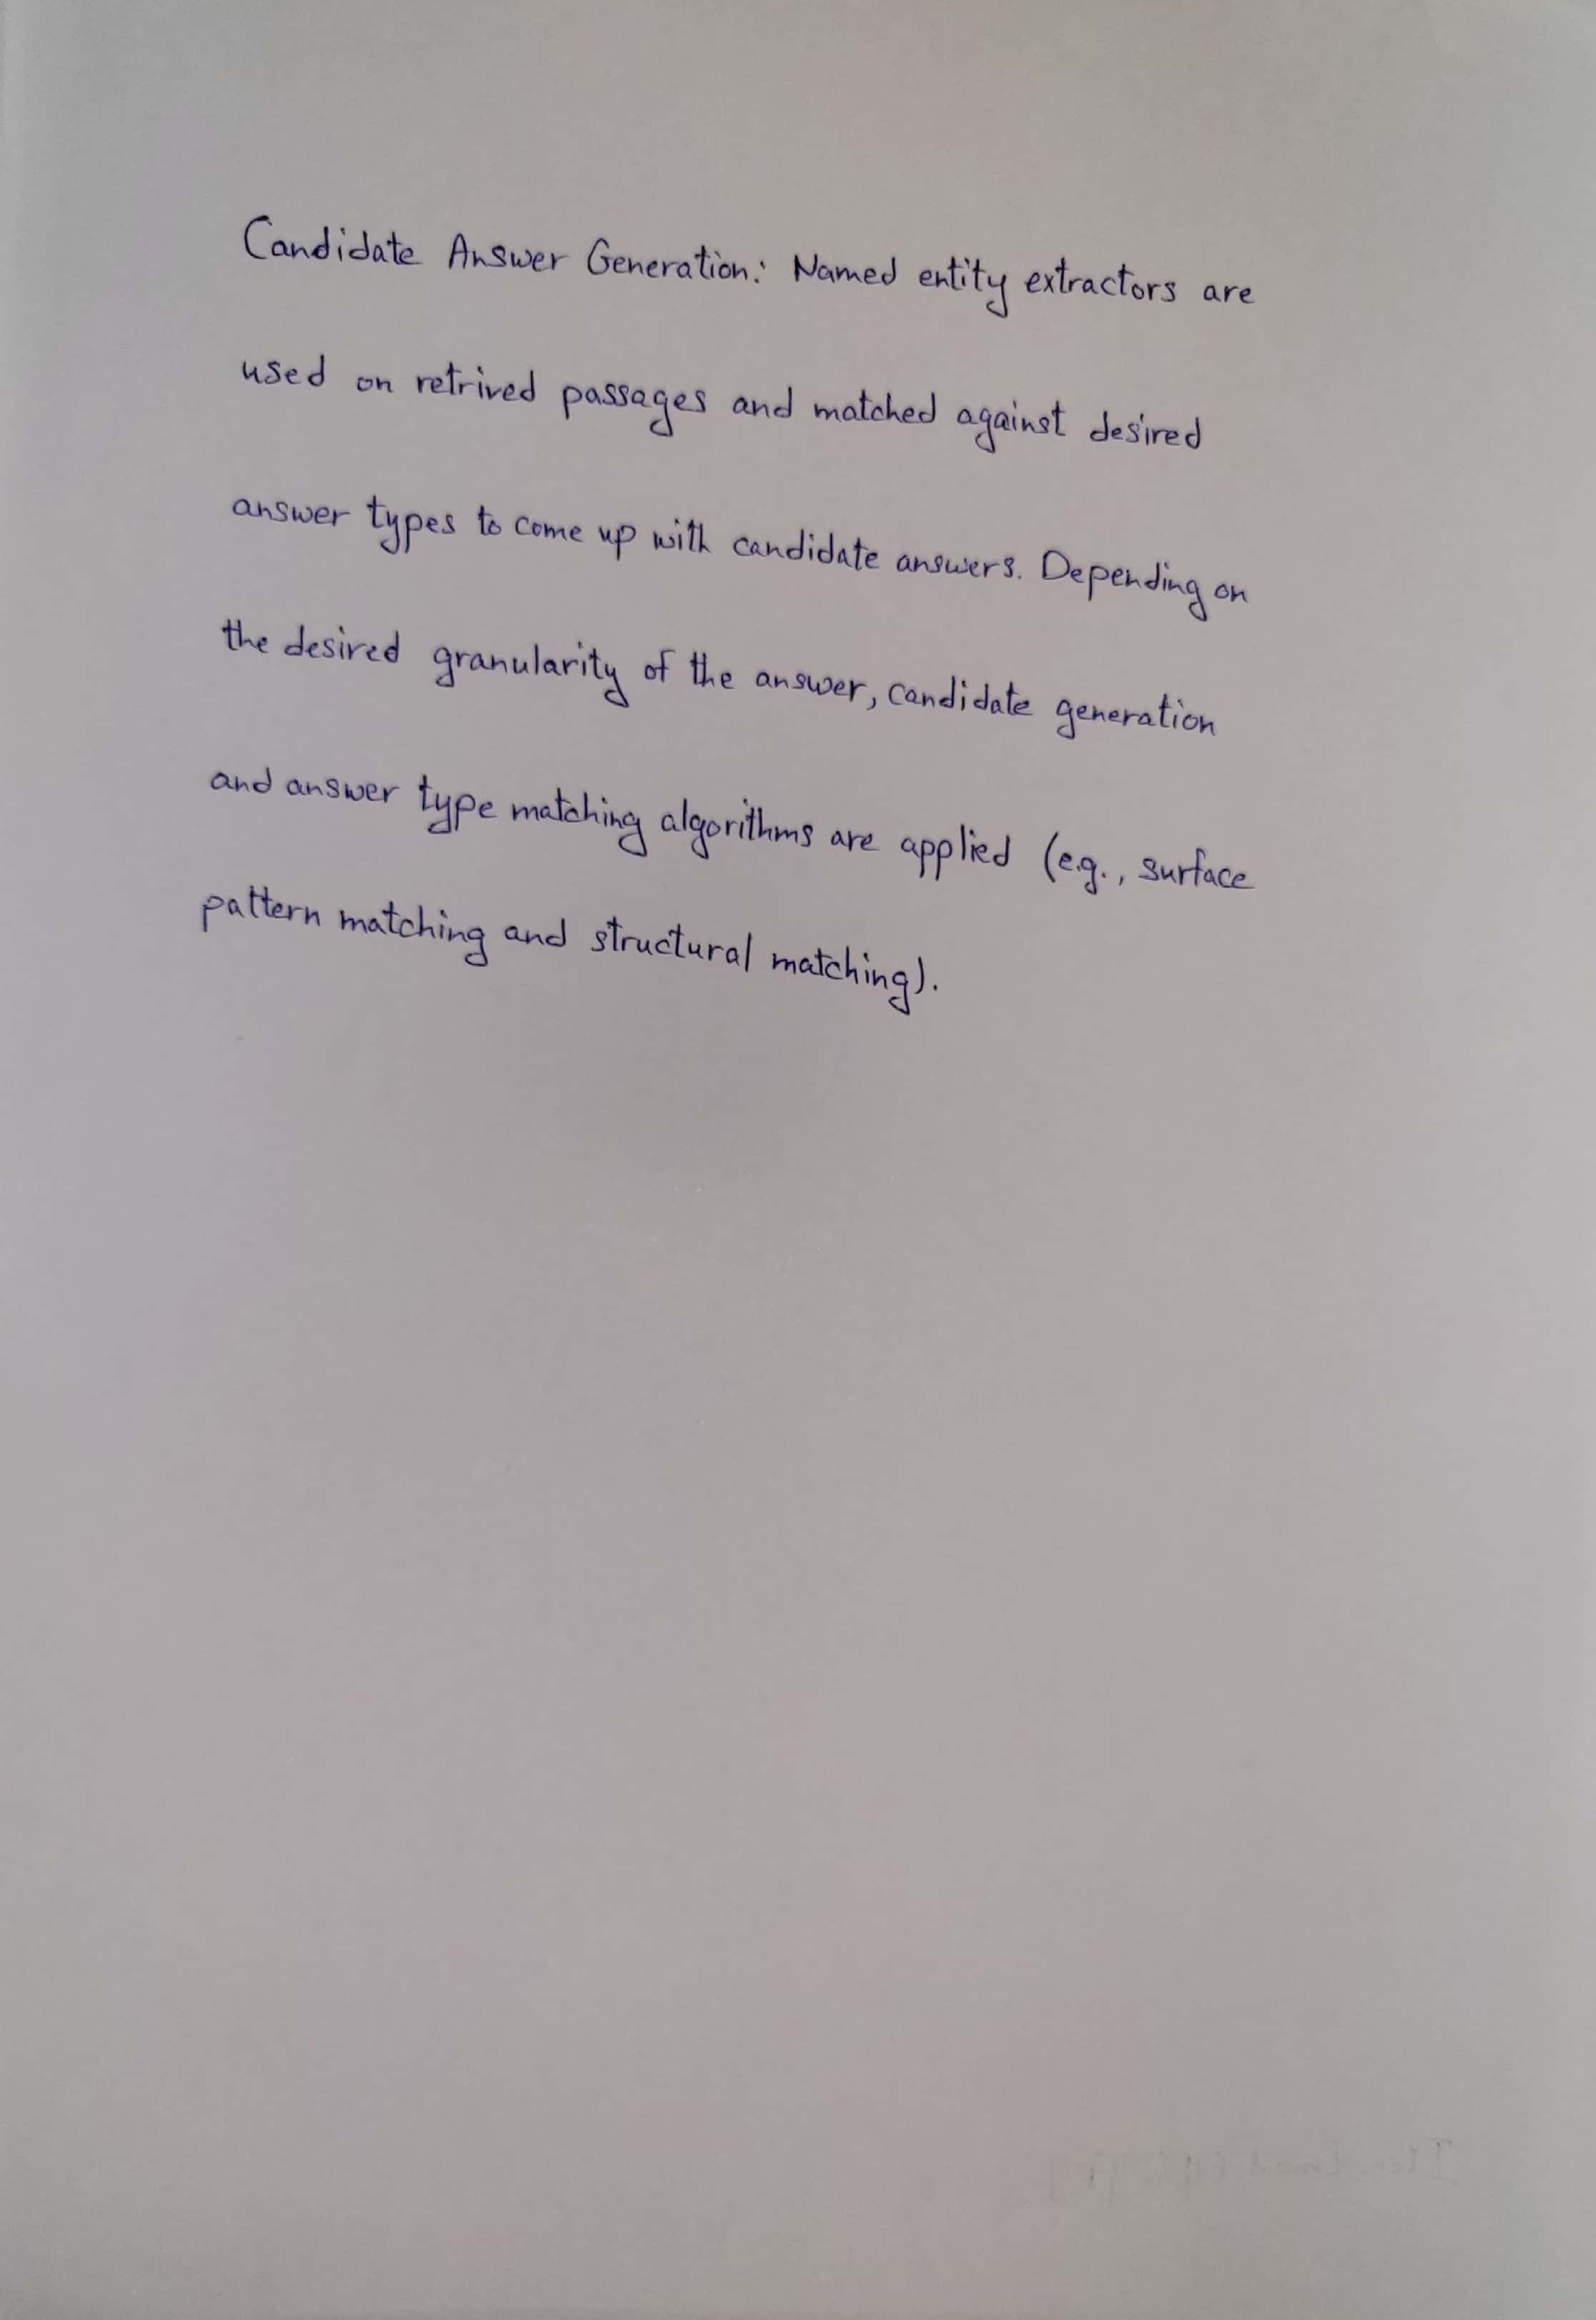 Candidate Answer Generation: Named entity extractors are
used on retrived passages and matched against desired
answer types to come up with candidate answers. Depending on
the desired granularity of the answer, candidate generation
and answer type matching algorithms are applied (e.g., surface
pattern matching and structural matching).